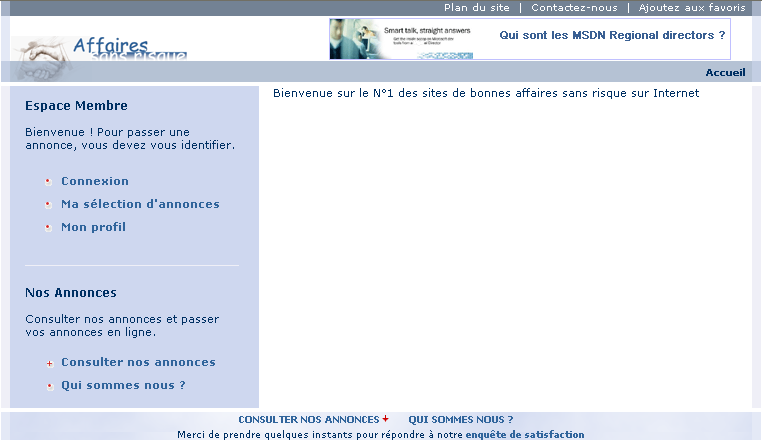 Plan du site | Contactez-nous | Ajoutez aux favoris
Affaires
sans risque
Smart talk, straight answers
Qui sont les MSDN Regional directors ?
Accueil
Espace Membre
Bienvenue ! Pour passer une
annonce, vous devez vous identifier.
Connexion
Ma sélection d'annonces
Mon profil
Nos Annonces
Consulter nos annonces et passer
vos annonces en ligne.
Consulter nos annonces
Qui sommes nous ?
Bienvenue sur le N°1 des sites de bonnes affaires sans risque sur Internet
CONSULTER NOS ANNONCES QUI SOMMES NOUS ?
Merci de prendre quelques instants pour répondre à notre enquête de satisfaction